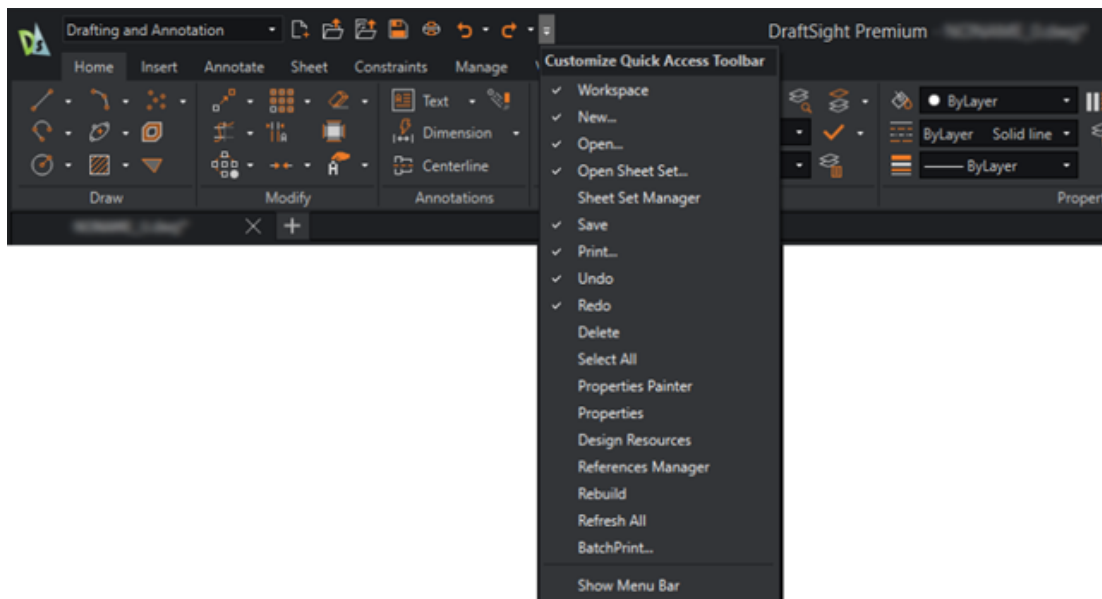 Drafting and Annotation
DraftSight Premium
Home Insert Annotate Sheet Constraints Manage
Customize Quick Access Toolbar
Workspace
New...
Open...
Open Sheet Set...
Sheet Set Manager
Save
Print...
Undo
Redo
Delete
Select All
Properties Painter
Properties
Design Resources
References Manager
Rebuild
Refresh All
BatchPrint...
Show Menu Bar
Text
Dimension
Centerline
ByLayer
ByLayer Solid line
ByLayer
Draw Modify Annotations
Proper